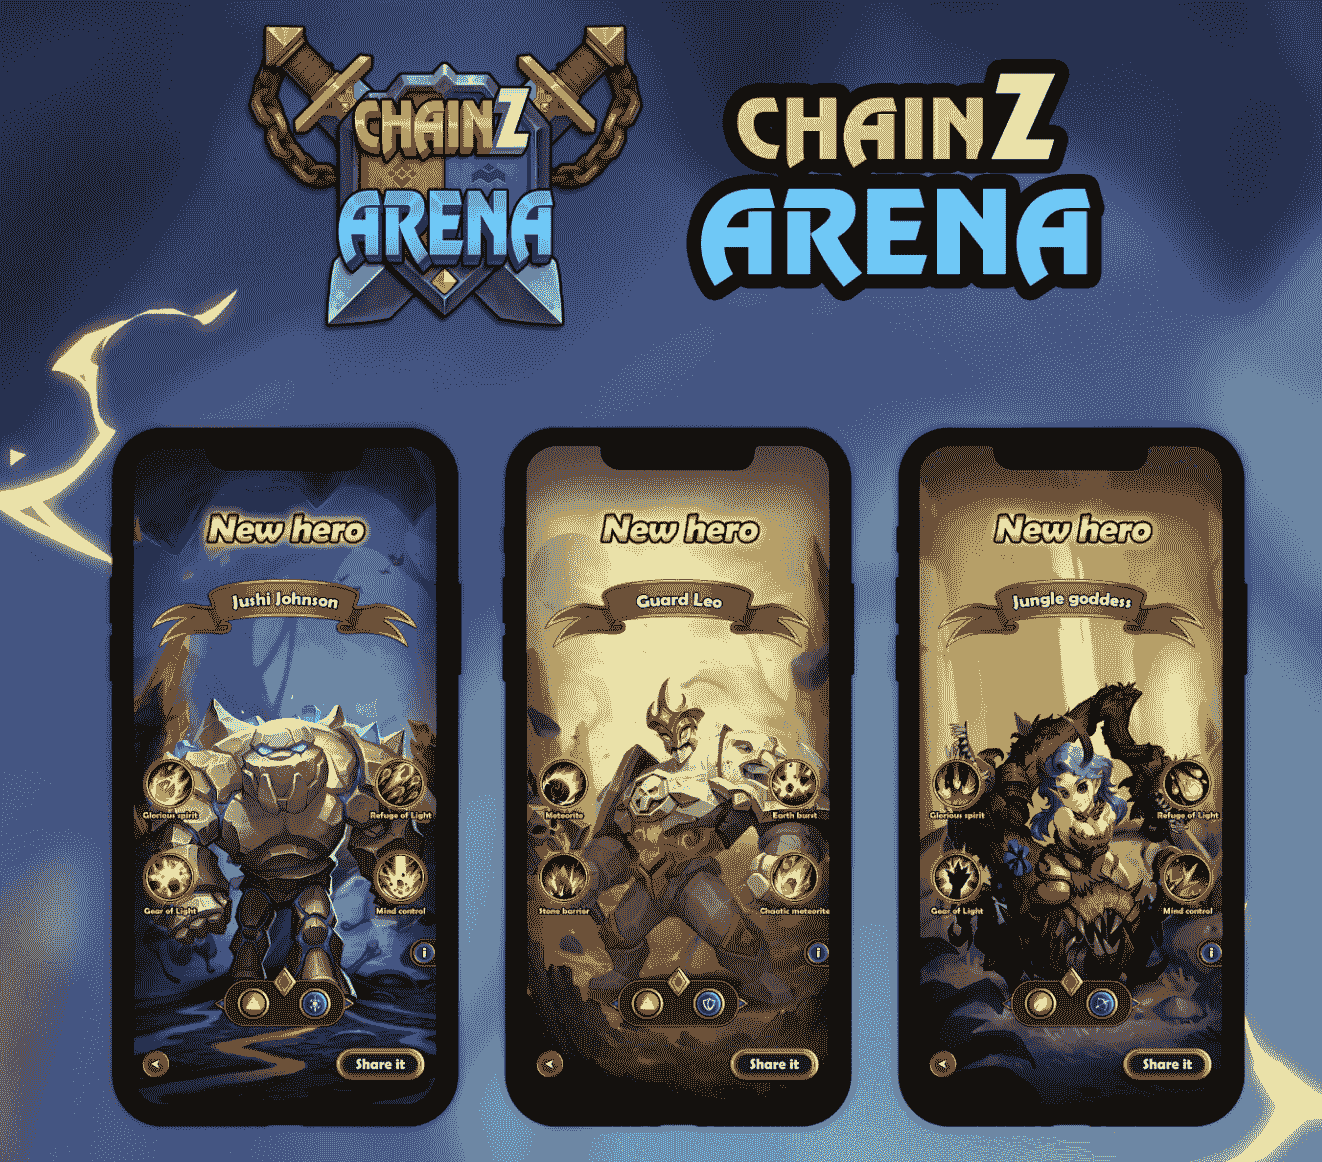 CHAINZ
ARENA
CHAINZ
ARENA
New hero
Jushi Johnson
Glorious spirit
Refuge of Light
Gear of Light
Mind control
i
Share it
New hero
Guard Leo
Meteorite
Earth burst
Stone barrier
Chaotic meteorite
i
Share it
New hero
Jungle goddess
Glorious spirit
Refuge of Light
Gear of Light
Mind control
i
Share it